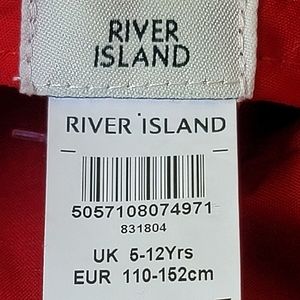 RIVER
ISLAND
RIVER ISLAND
5057108074971
831804
UK 5-12Yrs
EUR 110-152cm